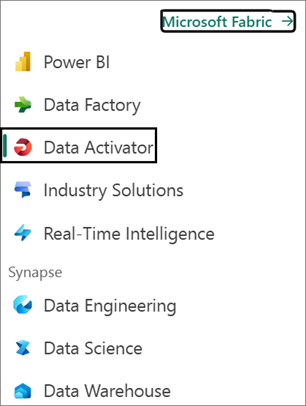 Microsoft Fabric →
Power BI
Data Factory
Data Activator
Industry Solutions
Real-Time Intelligence
Synapse
Data Engineering
Data Science
Data Warehouse